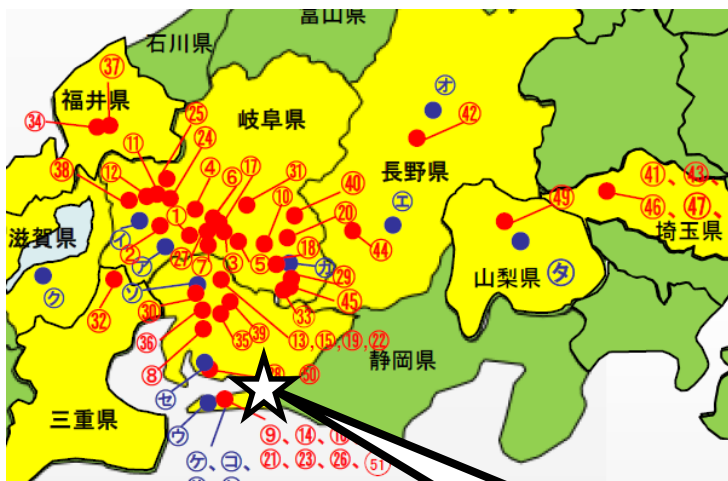 富山県
石川県
㊲
福井県
㉕
岐阜県
オ
㉞
㉔
㊷
⑪
④
⑥
⑰
㉛
長野県
㊶、㊸、
㊳
⑫
⑩
㊵
㊾
㊻、㊼、
①
⑳
エ
埼玉県
滋賀県
イ
②
ア
㉗
⑦
③
⑤
⑱
カ
㊹
山梨県
タ
ク
ソ
㉙
㉜
㉚
㉝
㊺
㊱
㉟
㊴
⑬,⑮,⑲,㉒
静岡県
⑧
㊿
セ
三重県
ウ
⑨、⑭、
ケ、コ、
㉑、㉓、㉖、51